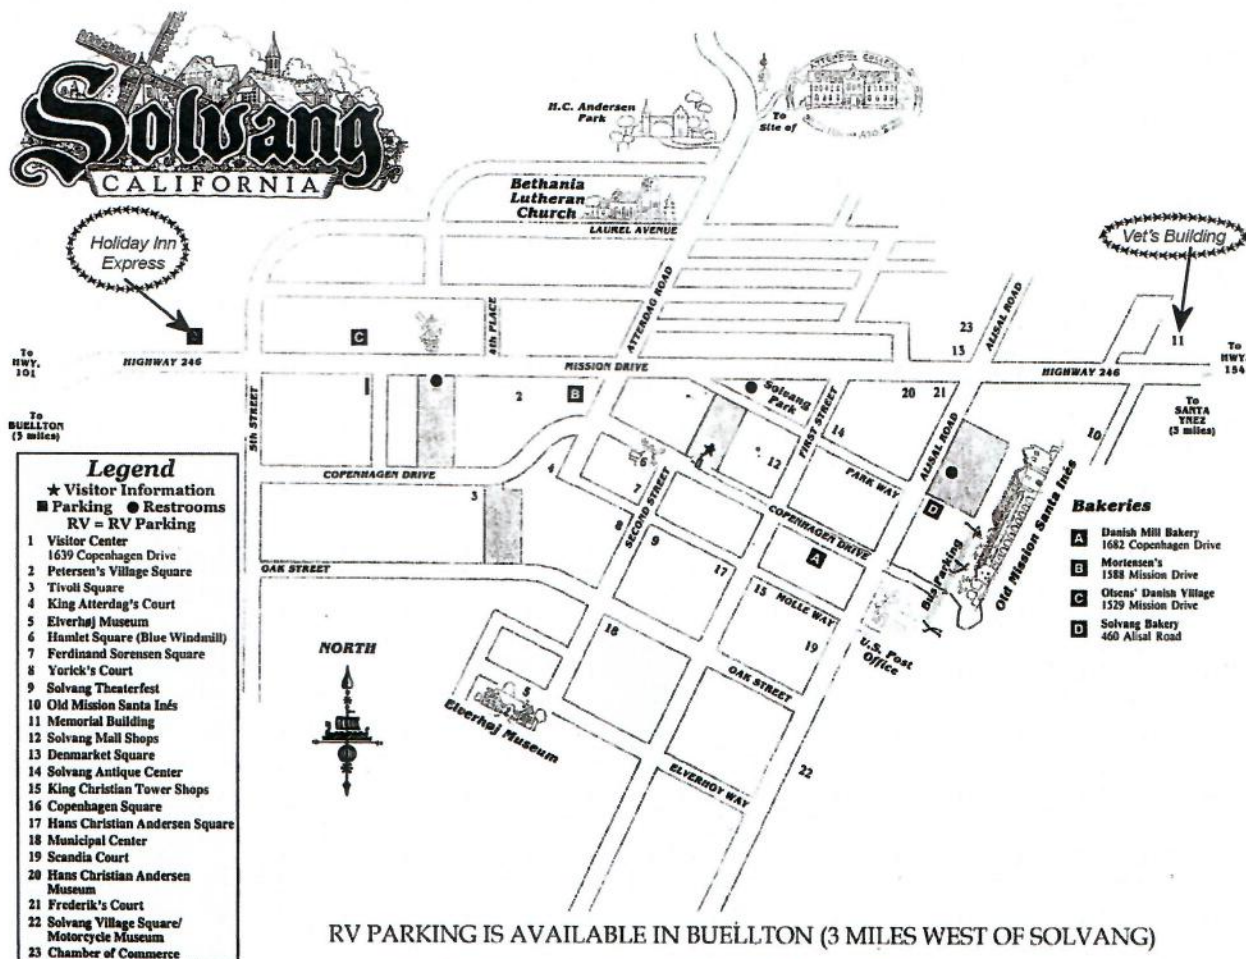 Solvang
CALIFORNIA
Holiday Inn
Express
Vet's Building
H.C. Andersen
Park
To
Site of
Bethania
Lutheran
Church
LAUREL AVENUE
ATTERDAG ROAD
4th PLACE
ALISAL ROAD
23
13
11
To
HWY.
101
HIGHWAY 246
MISSION DRIVE
HIGHWAY 246
To
HWY.
154
To
BUELLTON
(3 miles)
To
SANTA
YNEZ
(3 miles)
C
2
B
Solvang
Park
20
21
5th STREET
FIRST STREET
14
ALISAL ROAD
10
COPENHAGEN DRIVE
4
6
12
PARK WAY
3
7
SECOND STREET
8
COPENHAGEN DRIVE
D
9
A
Bus Parking
Old Mission Santa Inés
OAK STREET
17
15
MOLLE WAY
18
19
U.S. Post
Office
OAK STREET
5
Elverhøj Museum
ELVERHOY WAY
22
NORTH
Legend
★ Visitor Information
■ Parking ● Restrooms
RV = RV Parking
1 Visitor Center
1639 Copenhagen Drive
2 Petersen's Village Square
3 Tivoli Square
4 King Atterdag's Court
5 Elverhøj Museum
6 Hamlet Square (Blue Windmill)
7 Ferdinand Sorensen Square
8 Yorick's Court
9 Solvang Theaterfest
10 Old Mission Santa Inés
11 Memorial Building
12 Solvang Mall Shops
13 Denmarket Square
14 Solvang Antique Center
15 King Christian Tower Shops
16 Copenhagen Square
17 Hans Christian Andersen Square
18 Municipal Center
19 Scandia Court
20 Hans Christian Andersen
Museum
21 Frederik's Court
22 Solvang Village Square/
Motorcycle Museum
23 Chamber of Commerce
Bakeries
A Danish Mill Bakery
1682 Copenhagen Drive
B Mortensen's
1588 Mission Drive
C Olsens' Danish Village
1529 Mission Drive
D Solvang Bakery
460 Alisal Road
RV PARKING IS AVAILABLE IN BUELLTON (3 MILES WEST OF SOLVANG)